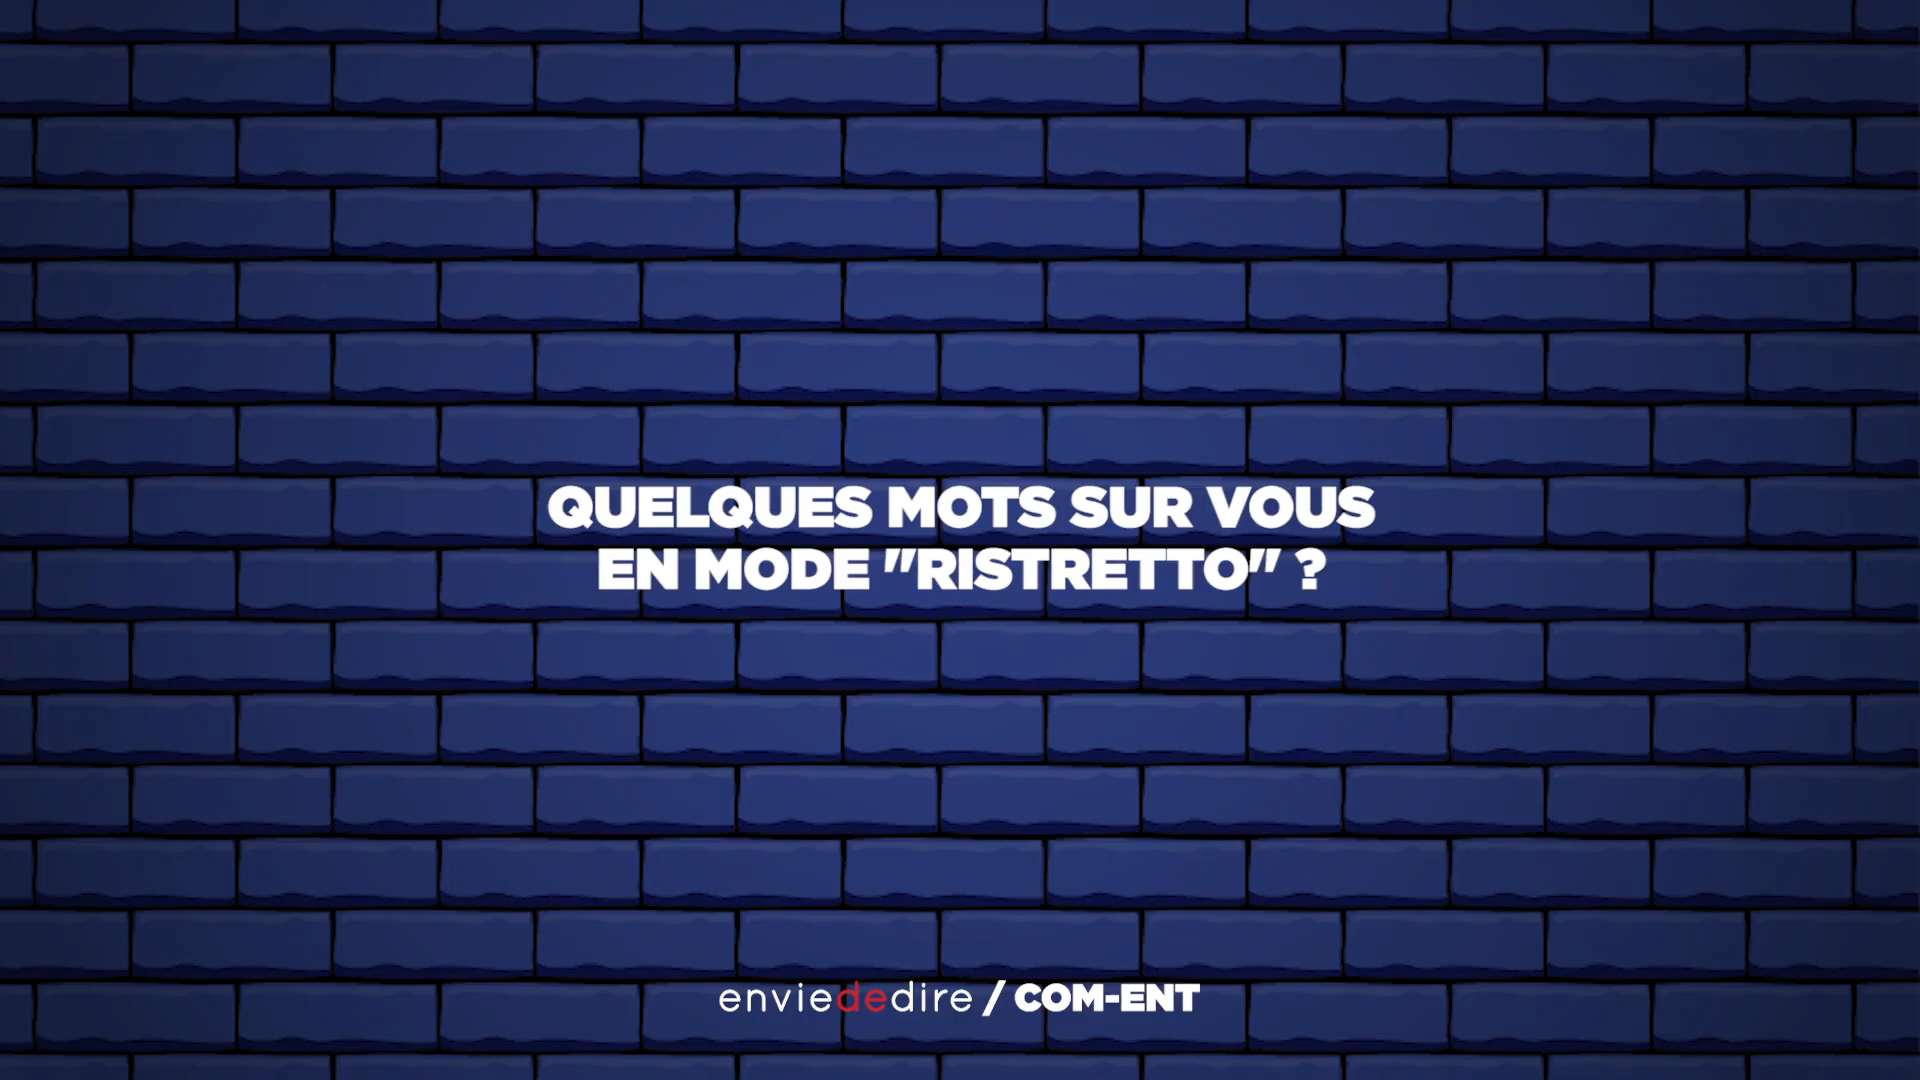 QUELQUES MOTS SUR VOUS
EN MODE "RISTRETTO" ?
enviededire / COM-ENT